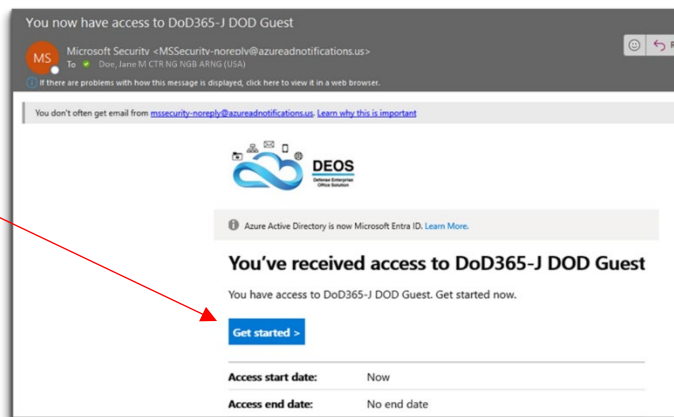 You now have access to DoD365-J DOD Guest
MS
Microsoft Security <MSSecurity-noreply@azureadnotifications.us>
To Doe, Jane M CTR NG NGB ARNG (USA)
If there are problems with how this message is displayed, click here to view it in a web browser.
You don't often get email from mssecurity-noreply@azureadnotifications.us. Learn why this is important
DEOS
Defense Enterprise
Office Solution
Azure Active Directory is now Microsoft Entra ID. Learn More.
You've received access to DoD365-J DOD Guest
You have access to DoD365-J DOD Guest. Get started now.
Get started >
Access start date: Now
Access end date: No end date